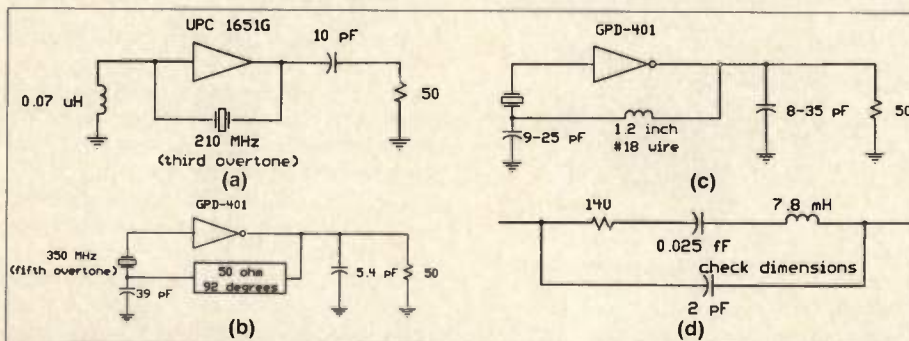 UPC 1651G
10 pF
0.07 uH
50
210 MHz
(third overtone)
(a)
GPD-401
350 MHz
(fifth overtone)
39 pF
50 ohm
92 degrees
5.4 pF
50
(b)
GPD-401
9-25 pF
1.2 inch
#18 wire
8-35 pF
50
(c)
140
0.025 fF
7.8 mH
check dimensions
2 pF
(d)